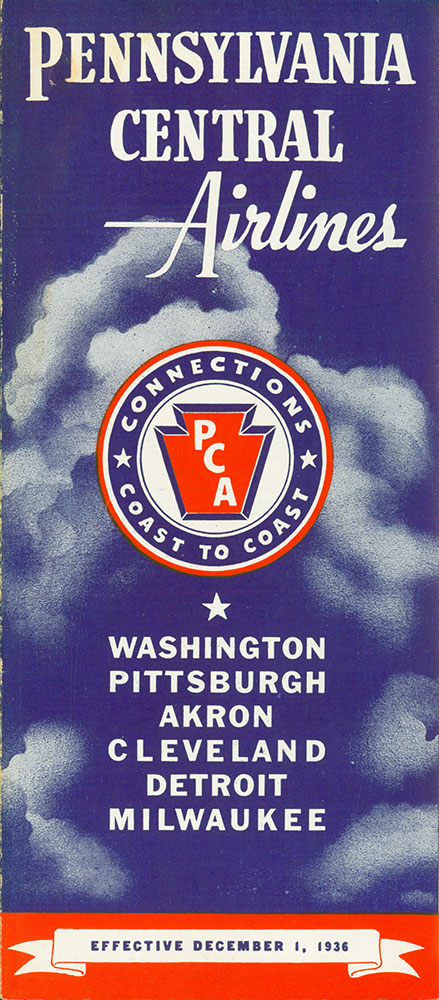 PENNSYLVANIA
CENTRAL
Airlines
CONNECTIONS
PCA
COAST TO COAST
WASHINGTON
PITTSBURGH
AKRON
CLEVELAND
DETROIT
MILWAUKEE
EFFECTIVE DECEMBER 1, 1936